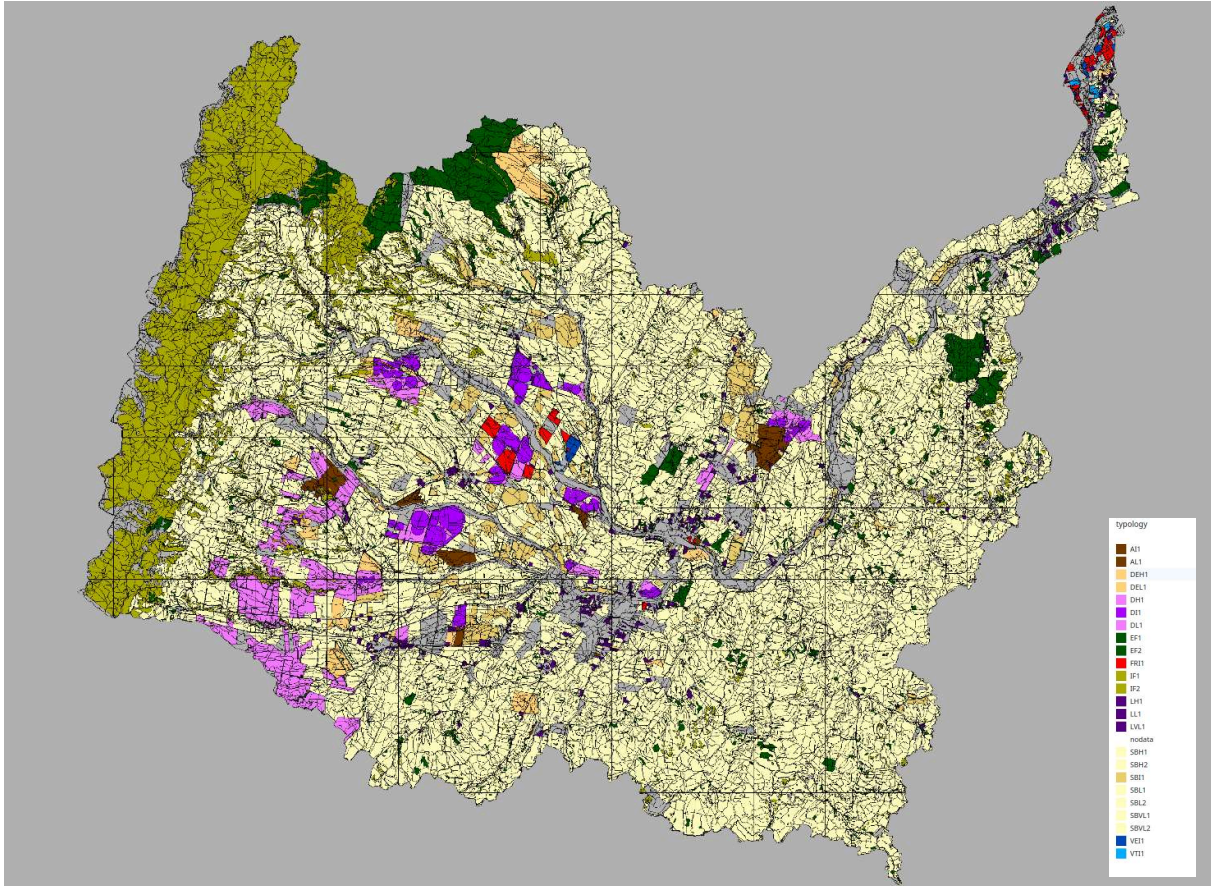 typology
AI1
AL1
DEH1
DEL1
DH1
DI1
DL1
EF1
EF2
FRI1
IF1
IF2
LH1
LL1
LVL1
nodata
SBH1
SBH2
SBI1
SBL1
SBL2
SBVL1
SBVL2
VEI1
VTI1